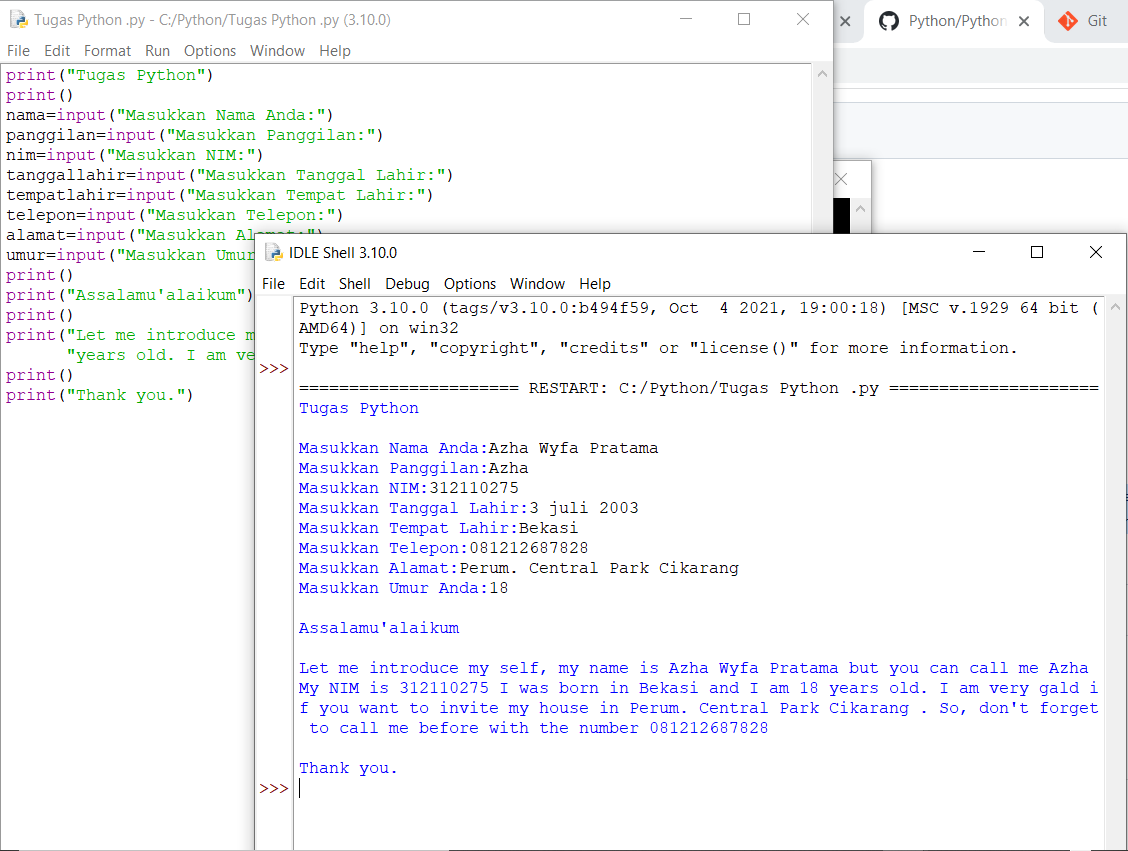 Tugas Python .py - C:/Python/Tugas Python .py (3.10.0)
File Edit Format Run Options Window Help
Python/Python
Git
print("Tugas Python")
print()
nama=input("Masukkan Nama Anda:")
panggilan=input("Masukkan Panggilan:")
nim=input("Masukkan NIM:")
tanggallahir=input("Masukkan Tanggal Lahir:")
tempatlahir=input("Masukkan Tempat Lahir:")
telepon=input("Masukkan Telepon:")
alamat=input("Masukkan Alamat:")
umur=input("Masukkan Umur
print()
print("Assalamu'alaikum")
print()
print("Let me introduce m
"years old. I am ve
print()
print("Thank you.")
IDLE Shell 3.10.0
File Edit Shell Debug Options Window Help
Python 3.10.0 (tags/v3.10.0:b494f59, Oct  4 2021, 19:00:18) [MSC v.1929 64 bit (
AMD64)] on win32
Type "help", "copyright", "credits" or "license()" for more information.
>>>
====================== RESTART: C:/Python/Tugas Python .py =====================
Tugas Python
Masukkan Nama Anda:Azha Wyfa Pratama
Masukkan Panggilan:Azha
Masukkan NIM:312110275
Masukkan Tanggal Lahir:3 juli 2003
Masukkan Tempat Lahir:Bekasi
Masukkan Telepon:081212687828
Masukkan Alamat:Perum. Central Park Cikarang
Masukkan Umur Anda:18
Assalamu'alaikum
Let me introduce my self, my name is Azha Wyfa Pratama but you can call me Azha
My NIM is 312110275 I was born in Bekasi and I am 18 years old. I am very gald i
f you want to invite my house in Perum. Central Park Cikarang . So, don't forget
to call me before with the number 081212687828
Thank you.
>>>